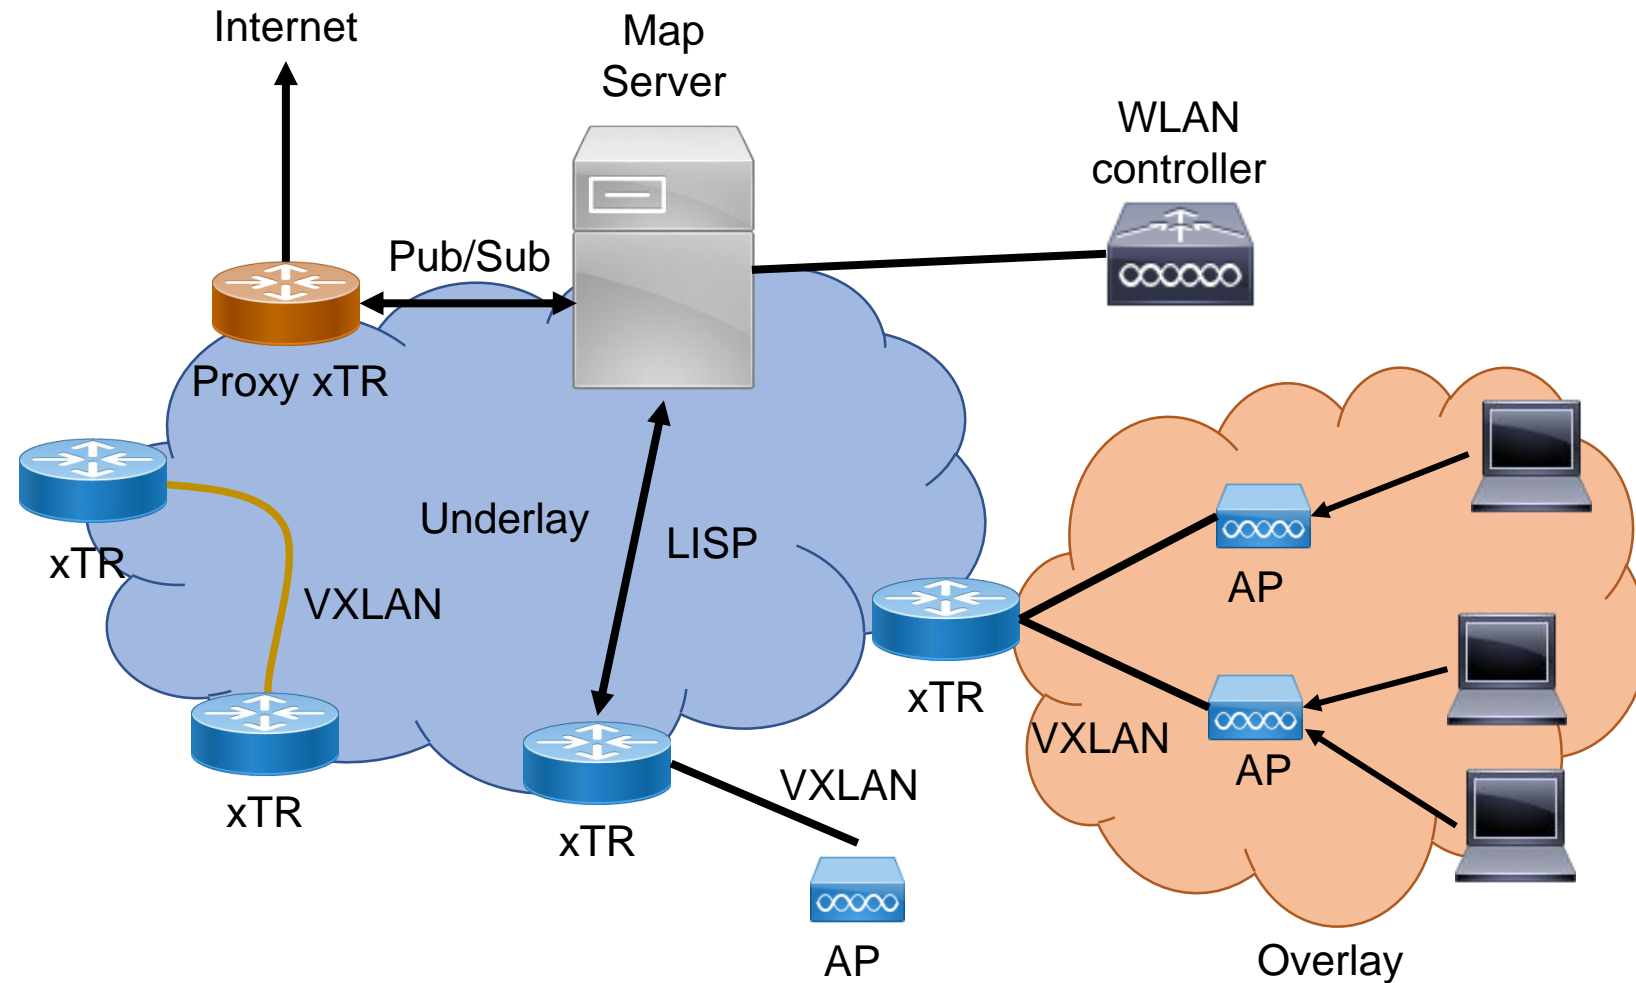 Internet
Map
Server
WLAN
controller
Pub/Sub
Proxy xTR
Underlay
LISP
xTR
VXLAN
AP
xTR
VXLAN
AP
xTR
VXLAN
xTR
AP
Overlay